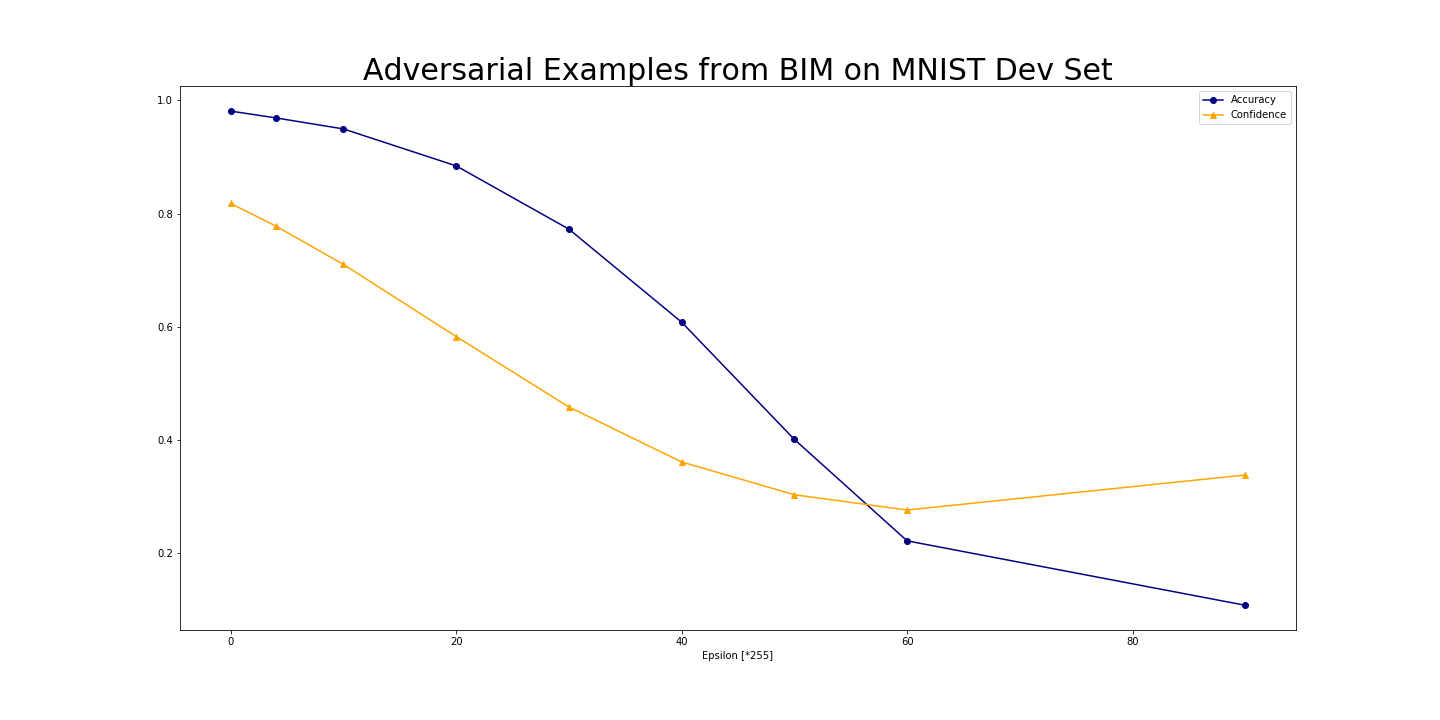 Adversarial Examples from BIM on MNIST Dev Set
Accuracy
Confidence
1.0
0.8
0.6
0.4
0.2
0 20 40 60 80
Epsilon [*255]